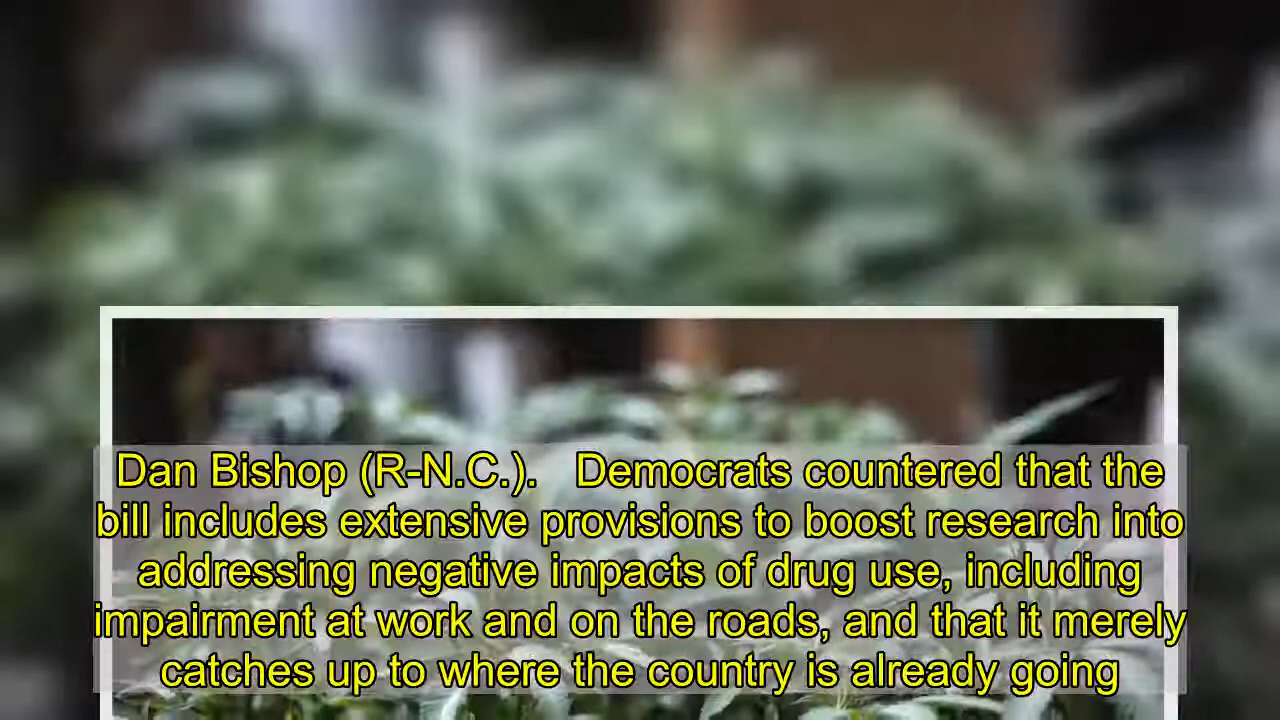 Dan Bishop (R-N.C.).   Democrats countered that the
bill includes extensive provisions to boost research into
addressing negative impacts of drug use, including
impairment at work and on the roads, and that it merely
catches up to where the country is already going